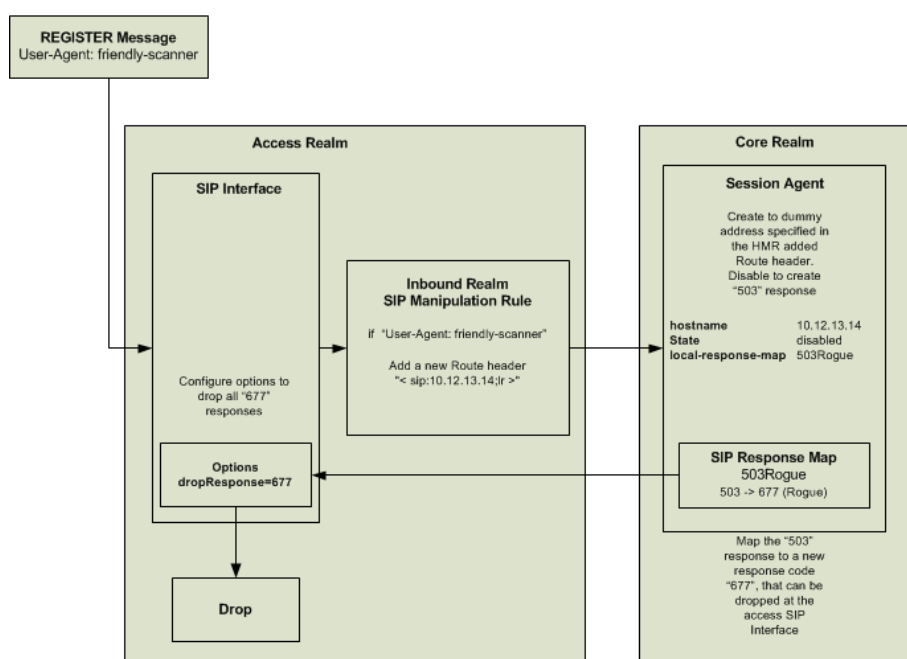 REGISTER Message
User-Agent: friendly-scanner
Access Realm
SIP Interface
Configure options to
drop all "677"
responses
Options
dropResponse=677
Drop
Inbound Realm
SIP Manipulation Rule
if "User-Agent: friendly-scanner"
Add a new Route header
"< sip:10.12.13.14;lr >"
Core Realm
Session Agent
Create to dummy
address specified in
the HMR added
Route header.
Disable to create
"503" response
hostname 10.12.13.14
State disabled
local-response-map 503Rogue
SIP Response Map
503Rogue
503 -> 677 (Rogue)
Map the "503"
response to a new
response code
"677", that can be
dropped at the
access SIP
Interface